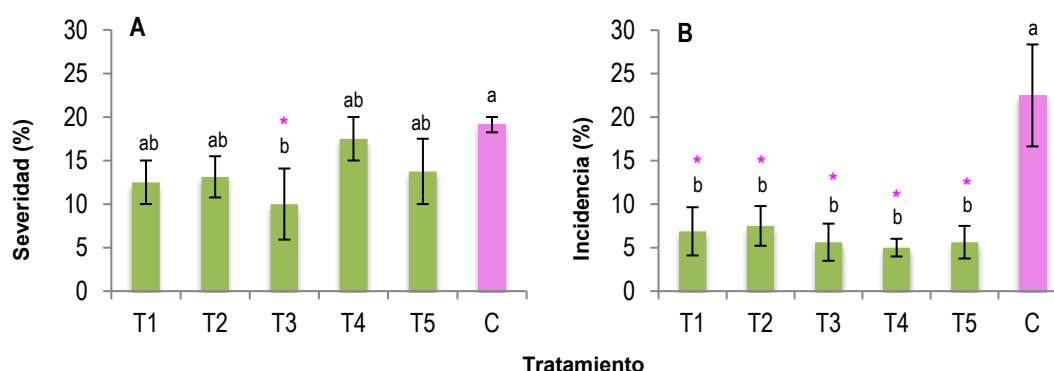 A
Severidad (%)
30
25
20
15
10
5
0
ab
ab
*
b
ab
ab
a
T1
T2
T3
T4
T5
C
B
Incidencia (%)
30
25
20
15
10
5
0
*
b
*
b
*
b
*
b
*
b
a
T1
T2
T3
T4
T5
C
Tratamiento